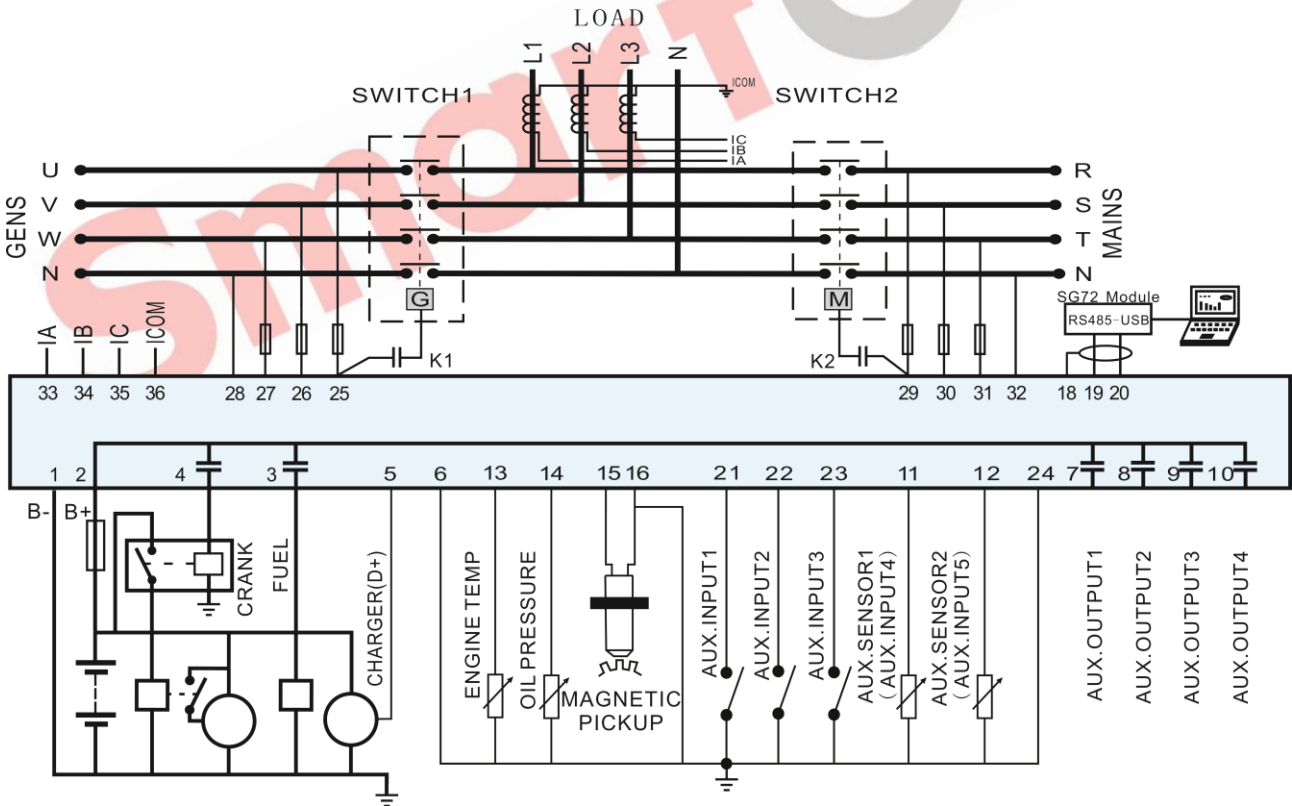 LOAD
L1
L2
L3
N
ICOM
SWITCH1
SWITCH2
IC
IB
IA
GENS
U
V
W
N
R
S
T
N
MAINS
G
M
K1
K2
SG72 Module
RS485-USB
IA
IB
IC
ICOM
33 34 35 36 28 27 26 25 29 30 31 32 18 19 20
1 2 4 3 5 6 13 14 15 16 21 22 23 11 12 24 7 8 9 10
B-
B+
CRANK
FUEL
CHARGER(D+)
ENGINE TEMP
OIL PRESSURE
MAGNETIC
PICKUP
AUX.INPUT1
AUX.INPUT2
AUX.INPUT3
AUX.SENSOR1
(AUX.INPUT4)
AUX.SENSOR2
(AUX.INPUT5)
AUX.OUTPUT1
AUX.OUTPUT2
AUX.OUTPUT3
AUX.OUTPUT4
Smart